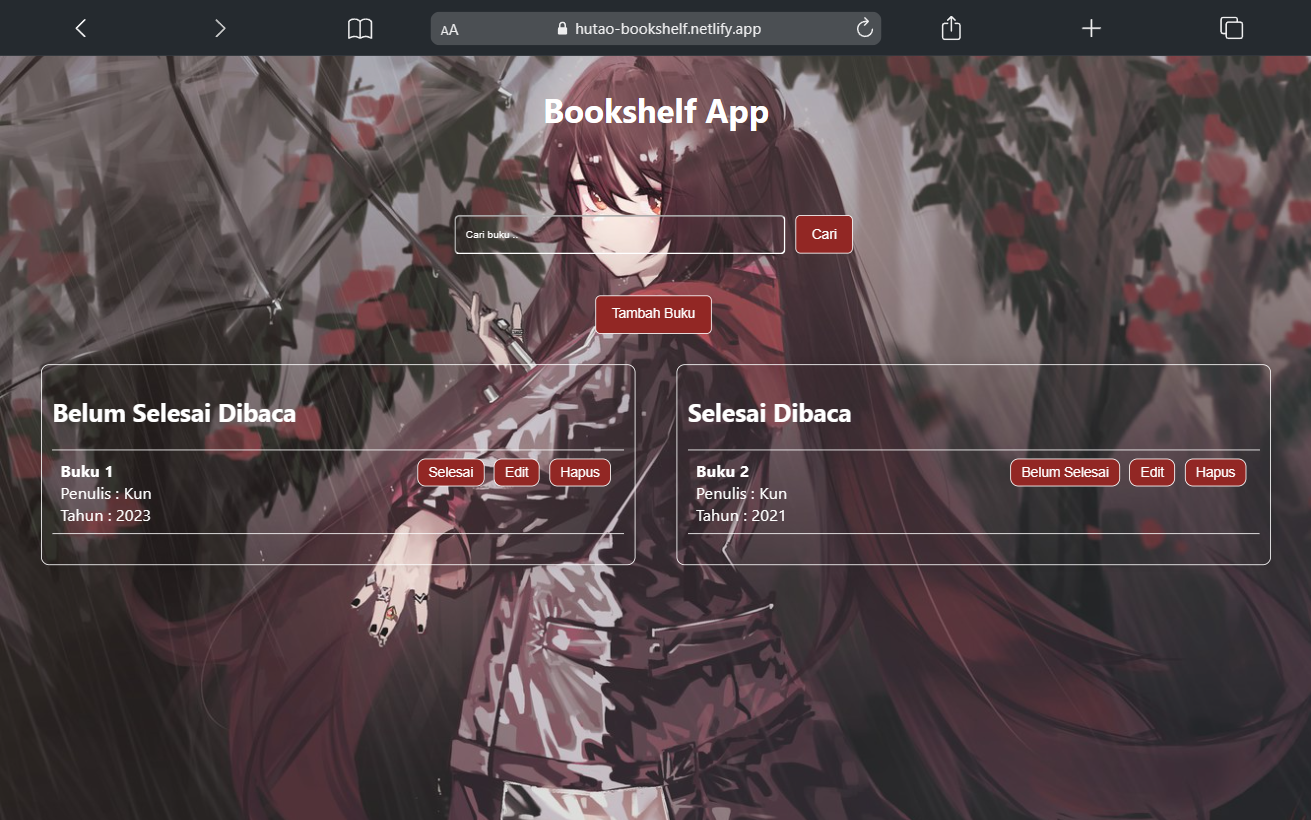 AA hutao-bookshelf.netlify.app
Bookshelf App
Cari buku ..
Cari
Tambah Buku
Belum Selesai Dibaca
Buku 1
Selesai Edit Hapus
Penulis : Kun
Tahun : 2023
Selesai Dibaca
Buku 2
Belum Selesai Edit Hapus
Penulis : Kun
Tahun : 2021